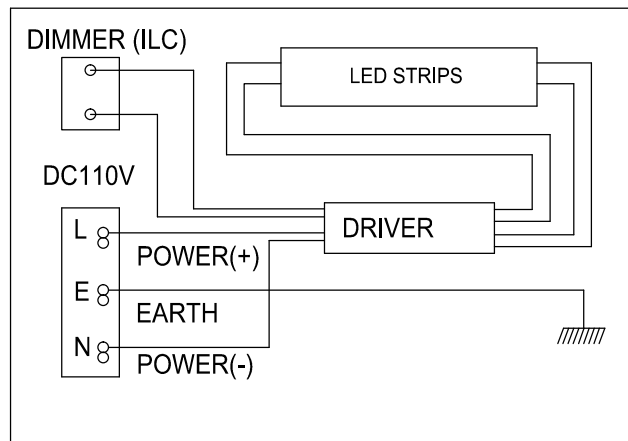 DIMMER (ILC)
LED STRIPS
DC110V
L
POWER(+)
DRIVER
E
EARTH
N
POWER(-)